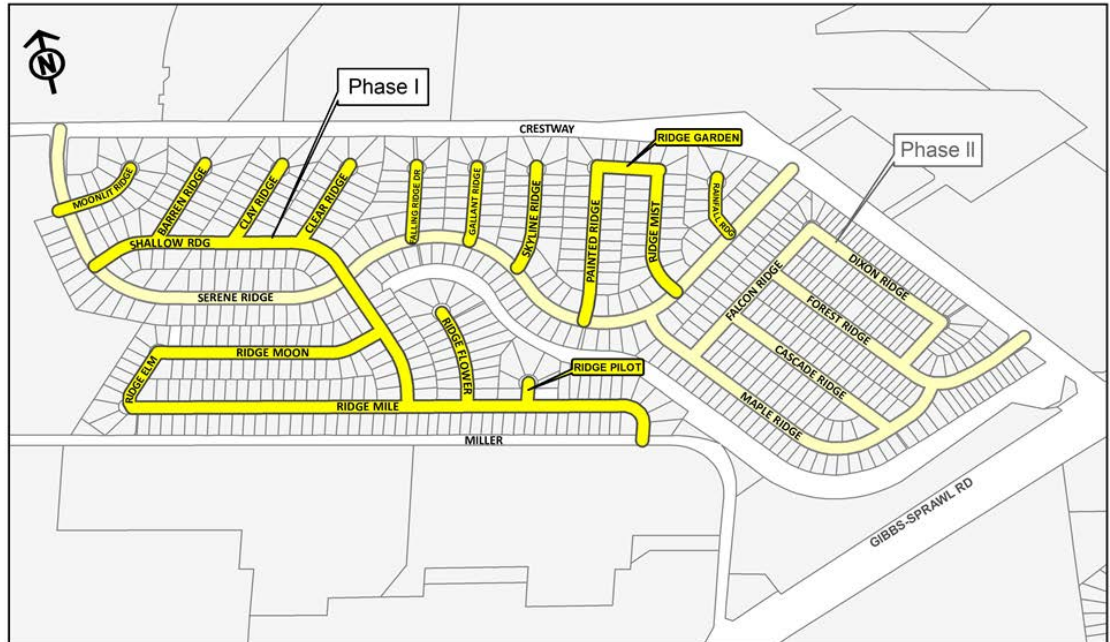 N
Phase I
CRESTWAY
RIDGE GARDEN
Phase II
MOONLIT RIDGE
BARREN RIDGE
CLAY RIDGE
CLEAR RIDGE
FALLING RIDGE DR
GALLANT RIDGE
SKYLINE RIDGE
PAINTED RIDGE
RIDGE MIST
RAINFALL RDG
SHALLOW RDG
SERENE RIDGE
FALCON RIDGE
DIXON RIDGE
FOREST RIDGE
CASCADE RIDGE
MAPLE RIDGE
RIDGE MOON
RIDGE ELM
RIDGE FLOWER
RIDGE PILOT
RIDGE MILE
MILLER
GIBBS-SPRAWL RD